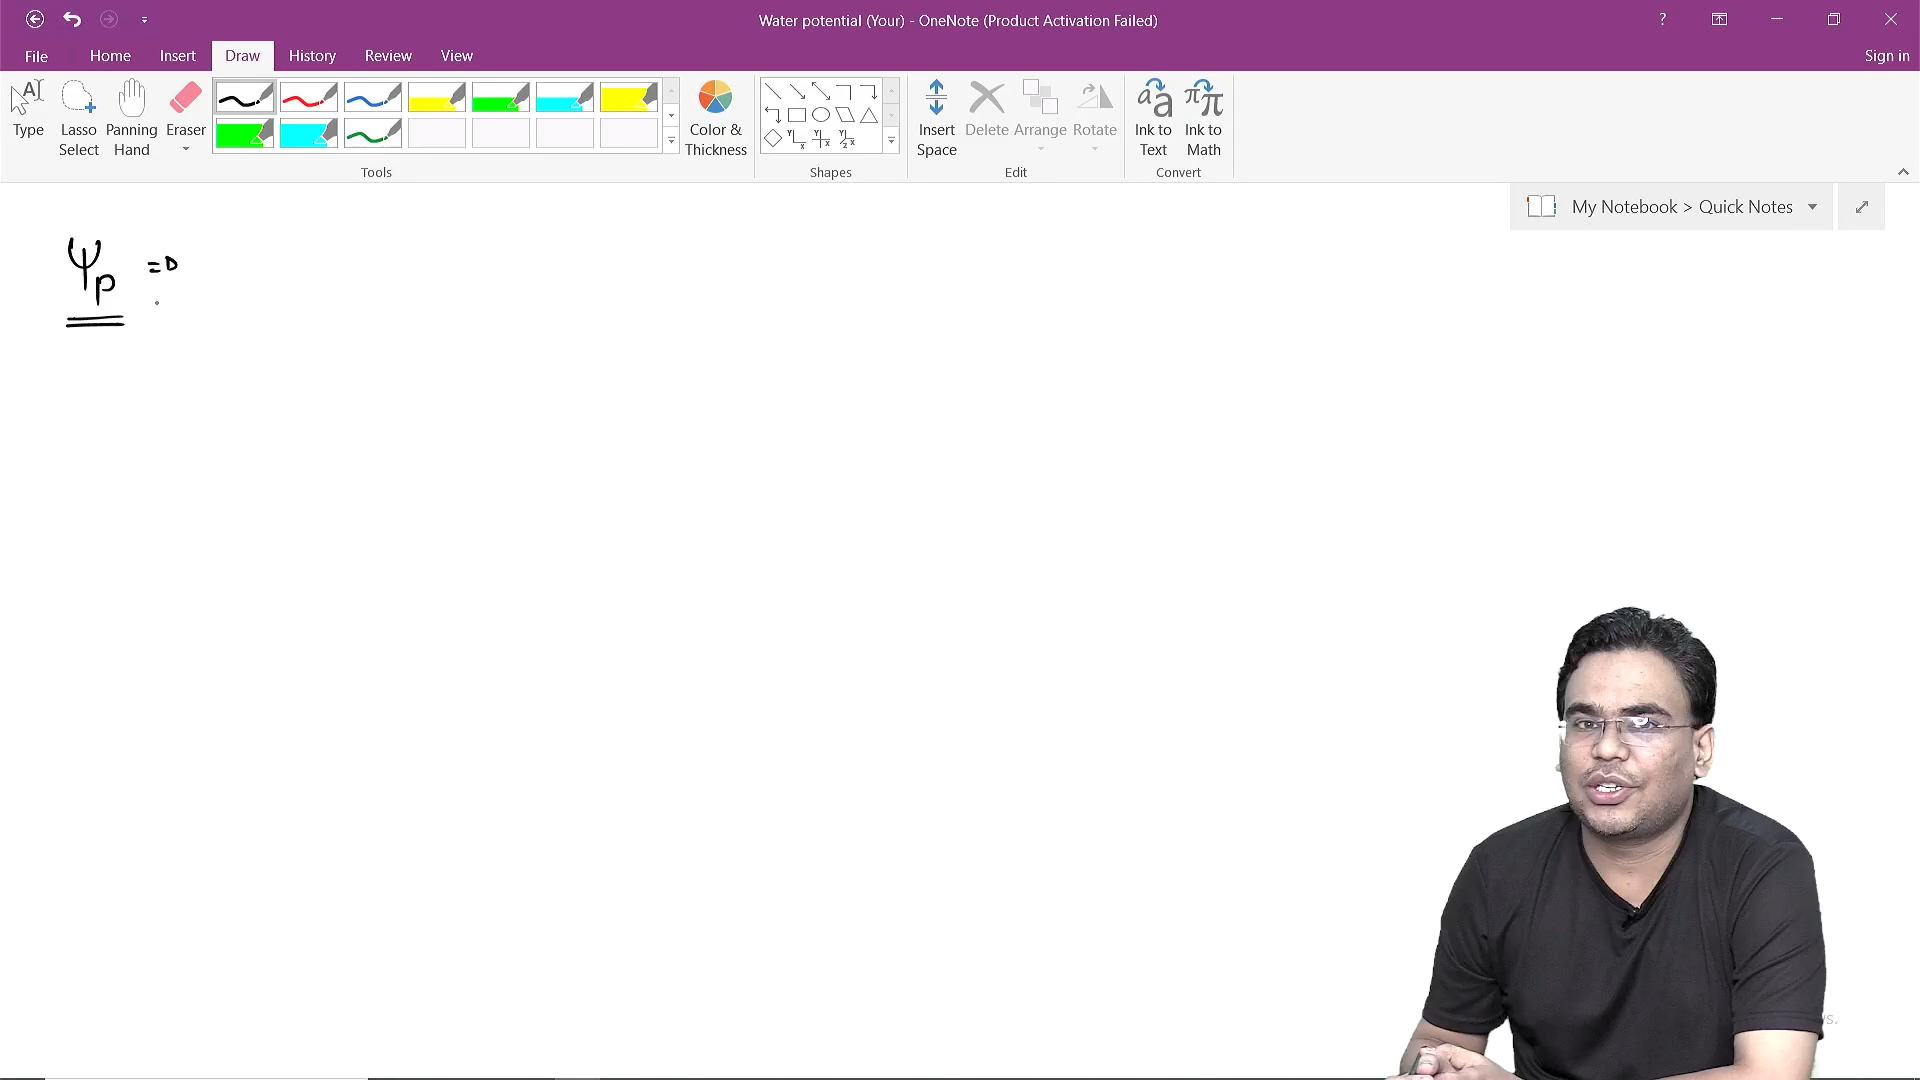 Water potential (Your) - OneNote (Product Activation Failed)
?
File Home Insert Draw History Review View
Sign in
Type
Lasso Select
Panning Hand
Eraser
Color & Thickness
Insert Space
Delete
Arrange
Rotate
Ink to Text
Ink to Math
Tools
Shapes
Edit
Convert
My Notebook > Quick Notes
Ψp ⇒